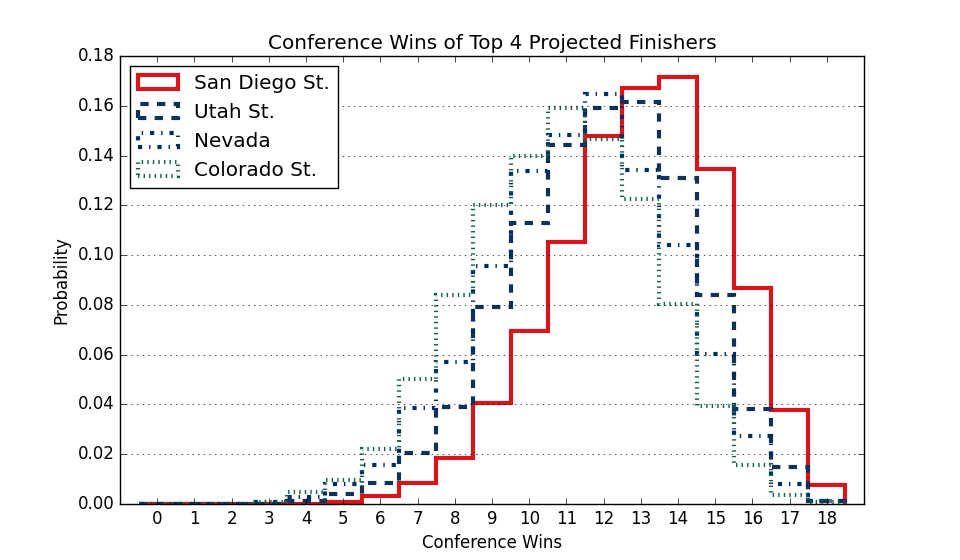 Conference Wins of Top 4 Projected Finishers
0.18
0.16
0.14
0.12
0.10
0.08
0.06
0.04
0.02
0.00
Probability
San Diego St.
Utah St.
Nevada
Colorado St.
0 1 2 3 4 5 6 7 8 9 10 11 12 13 14 15 16 17 18
Conference Wins